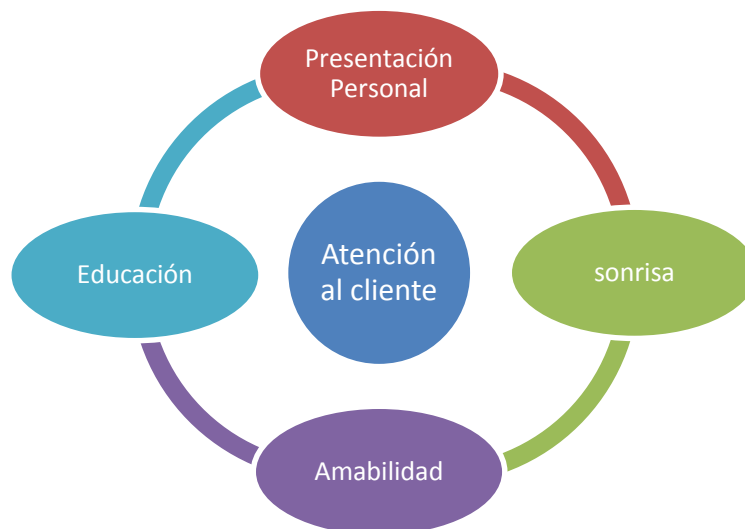 Presentación
Personal
Educación
Atención
al cliente
sonrisa
Amabilidad